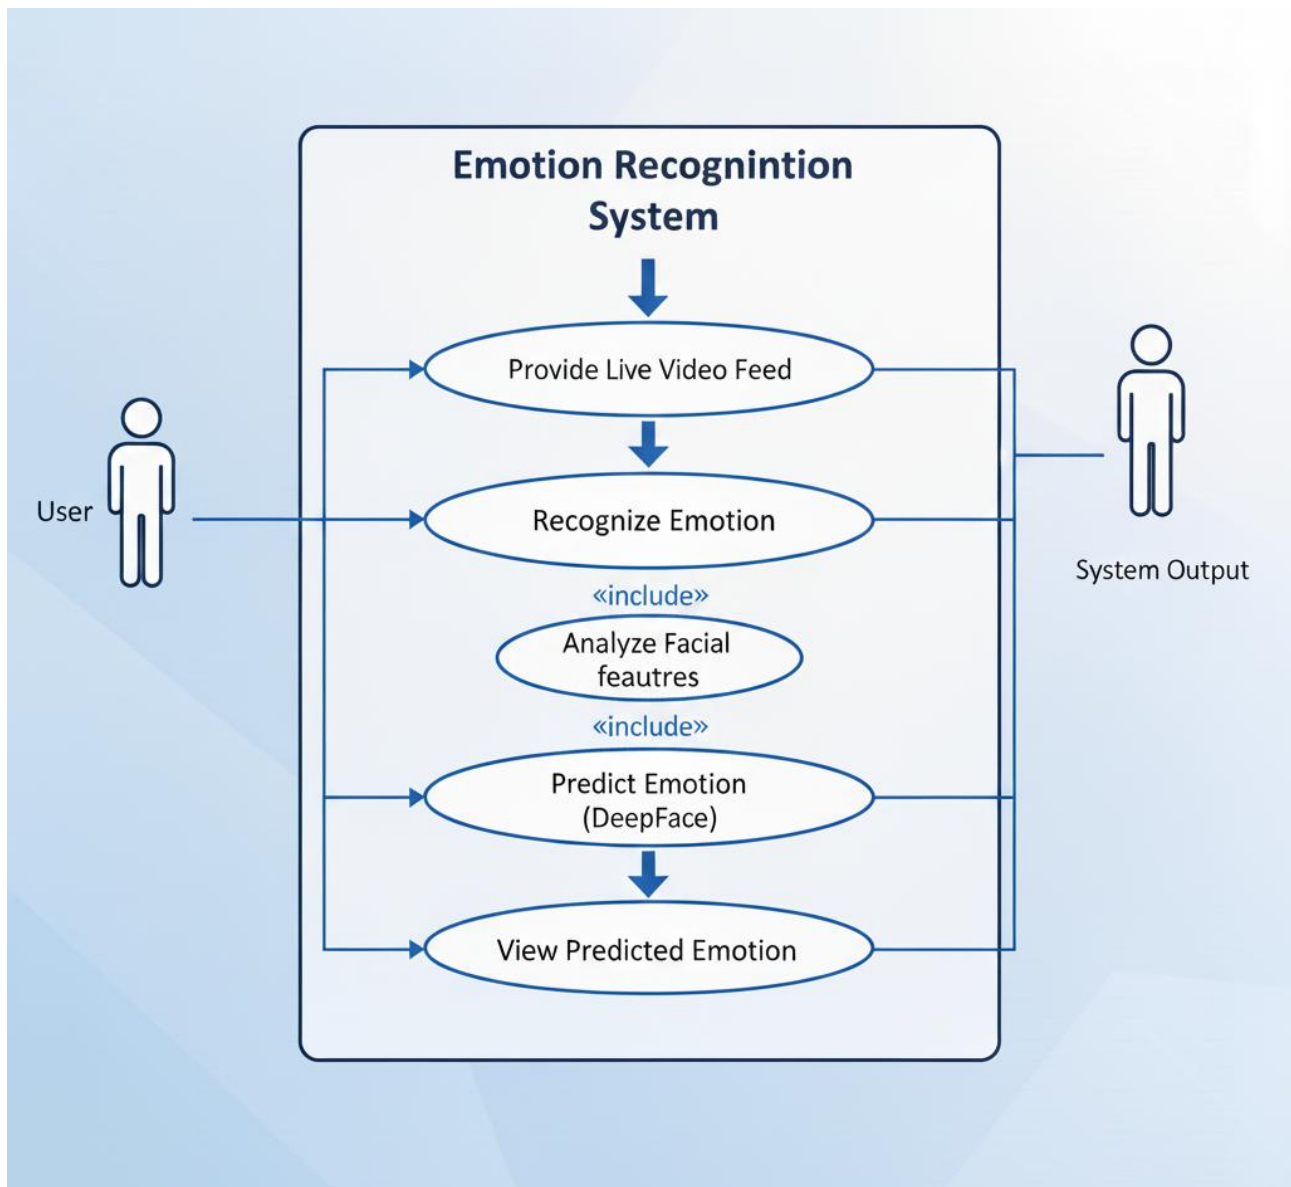 Emotion Recognintion
System
Provide Live Video Feed
User
Recognize Emotion
«include»
Analyze Facial
feautres
«include»
Predict Emotion
(DeepFace)
View Predicted Emotion
System Output